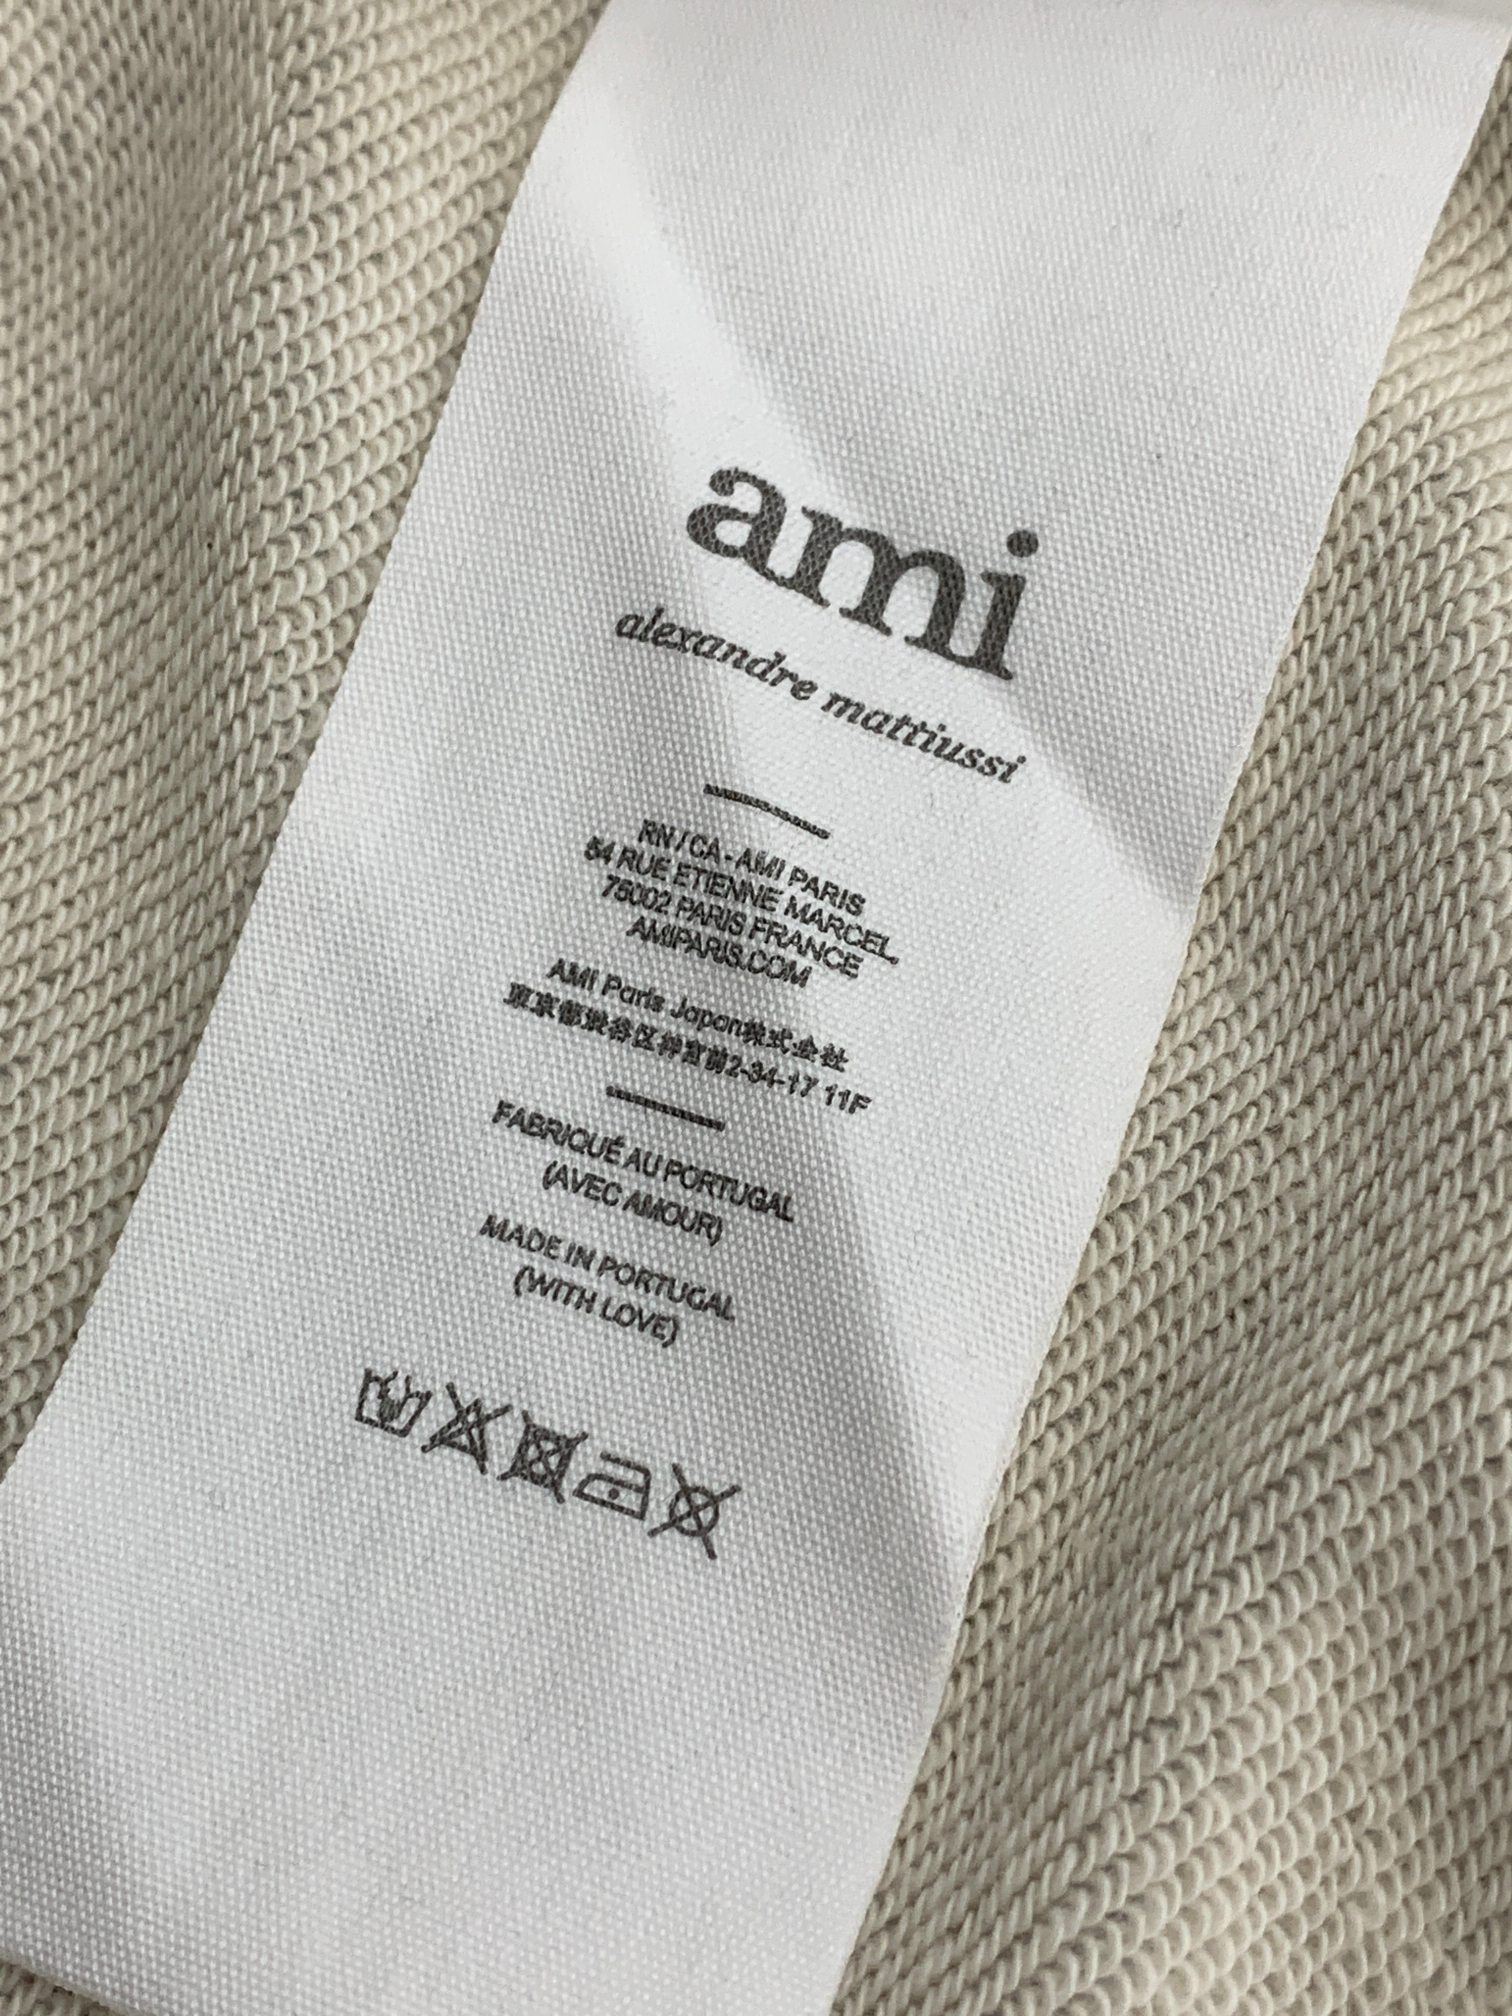 ami
alexandre mattiussi
RN / CA - AMI PARIS
54 RUE ETIENNE MARCEL,
75002 PARIS FRANCE
AMIPARIS.COM
AMI Paris Japan株式会社
東京都渋谷区神宮前2-34-17 11F
FABRIQUÉ AU PORTUGAL
(AVEC AMOUR)
MADE IN PORTUGAL
(WITH LOVE)